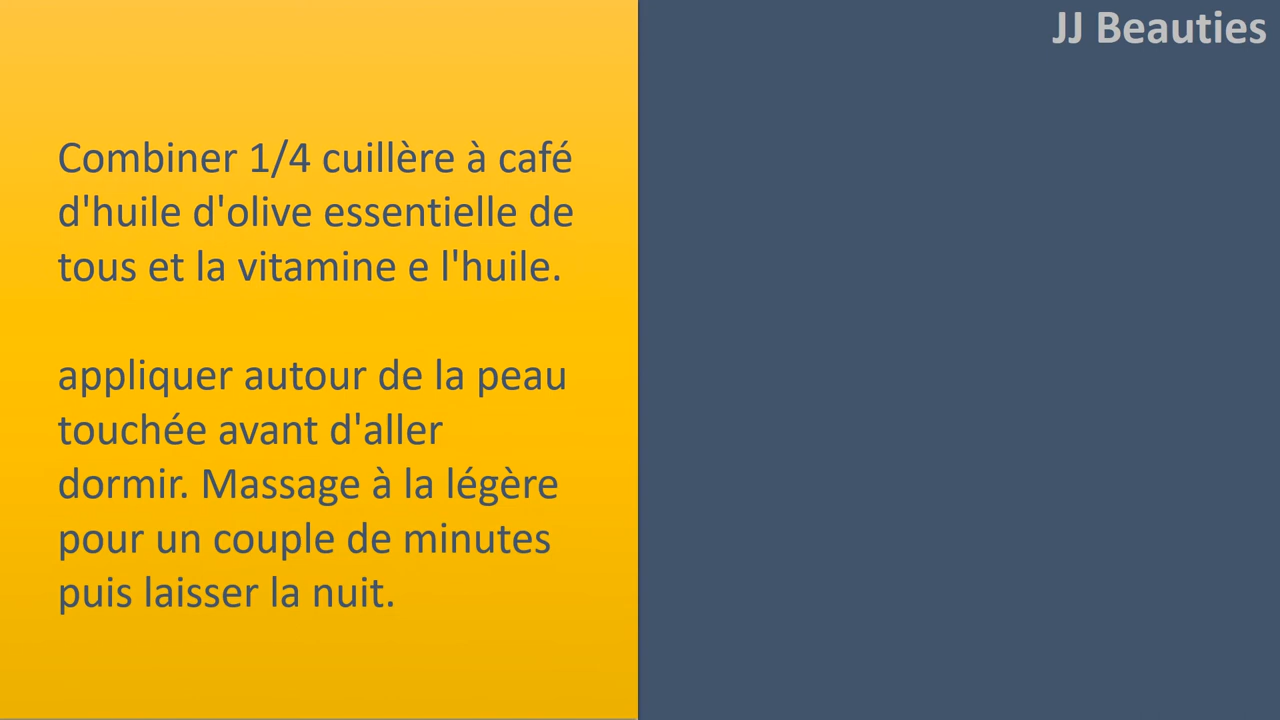 JJ Beauties
Combiner 1/4 cuillère à café
d'huile d'olive essentielle de
tous et la vitamine e l'huile.
appliquer autour de la peau
touchée avant d'aller
dormir. Massage à la légère
pour un couple de minutes
puis laisser la nuit.